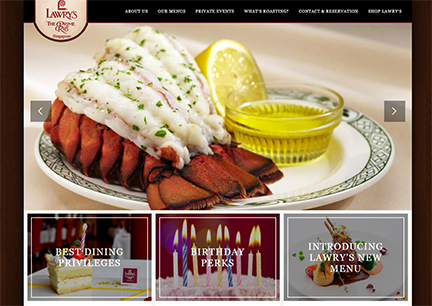 LAWRY'S
THE PRIME
RIB
Singapore
ABOUT US OUR MENUS PRIVATE EVENTS WHAT'S ROASTING? CONTACT & RESERVATION SHOP LAWRY'S
BEST DINING
PRIVILEGES
BIRTHDAY
PERKS
INTRODUCING
LAWRY'S NEW
MENU